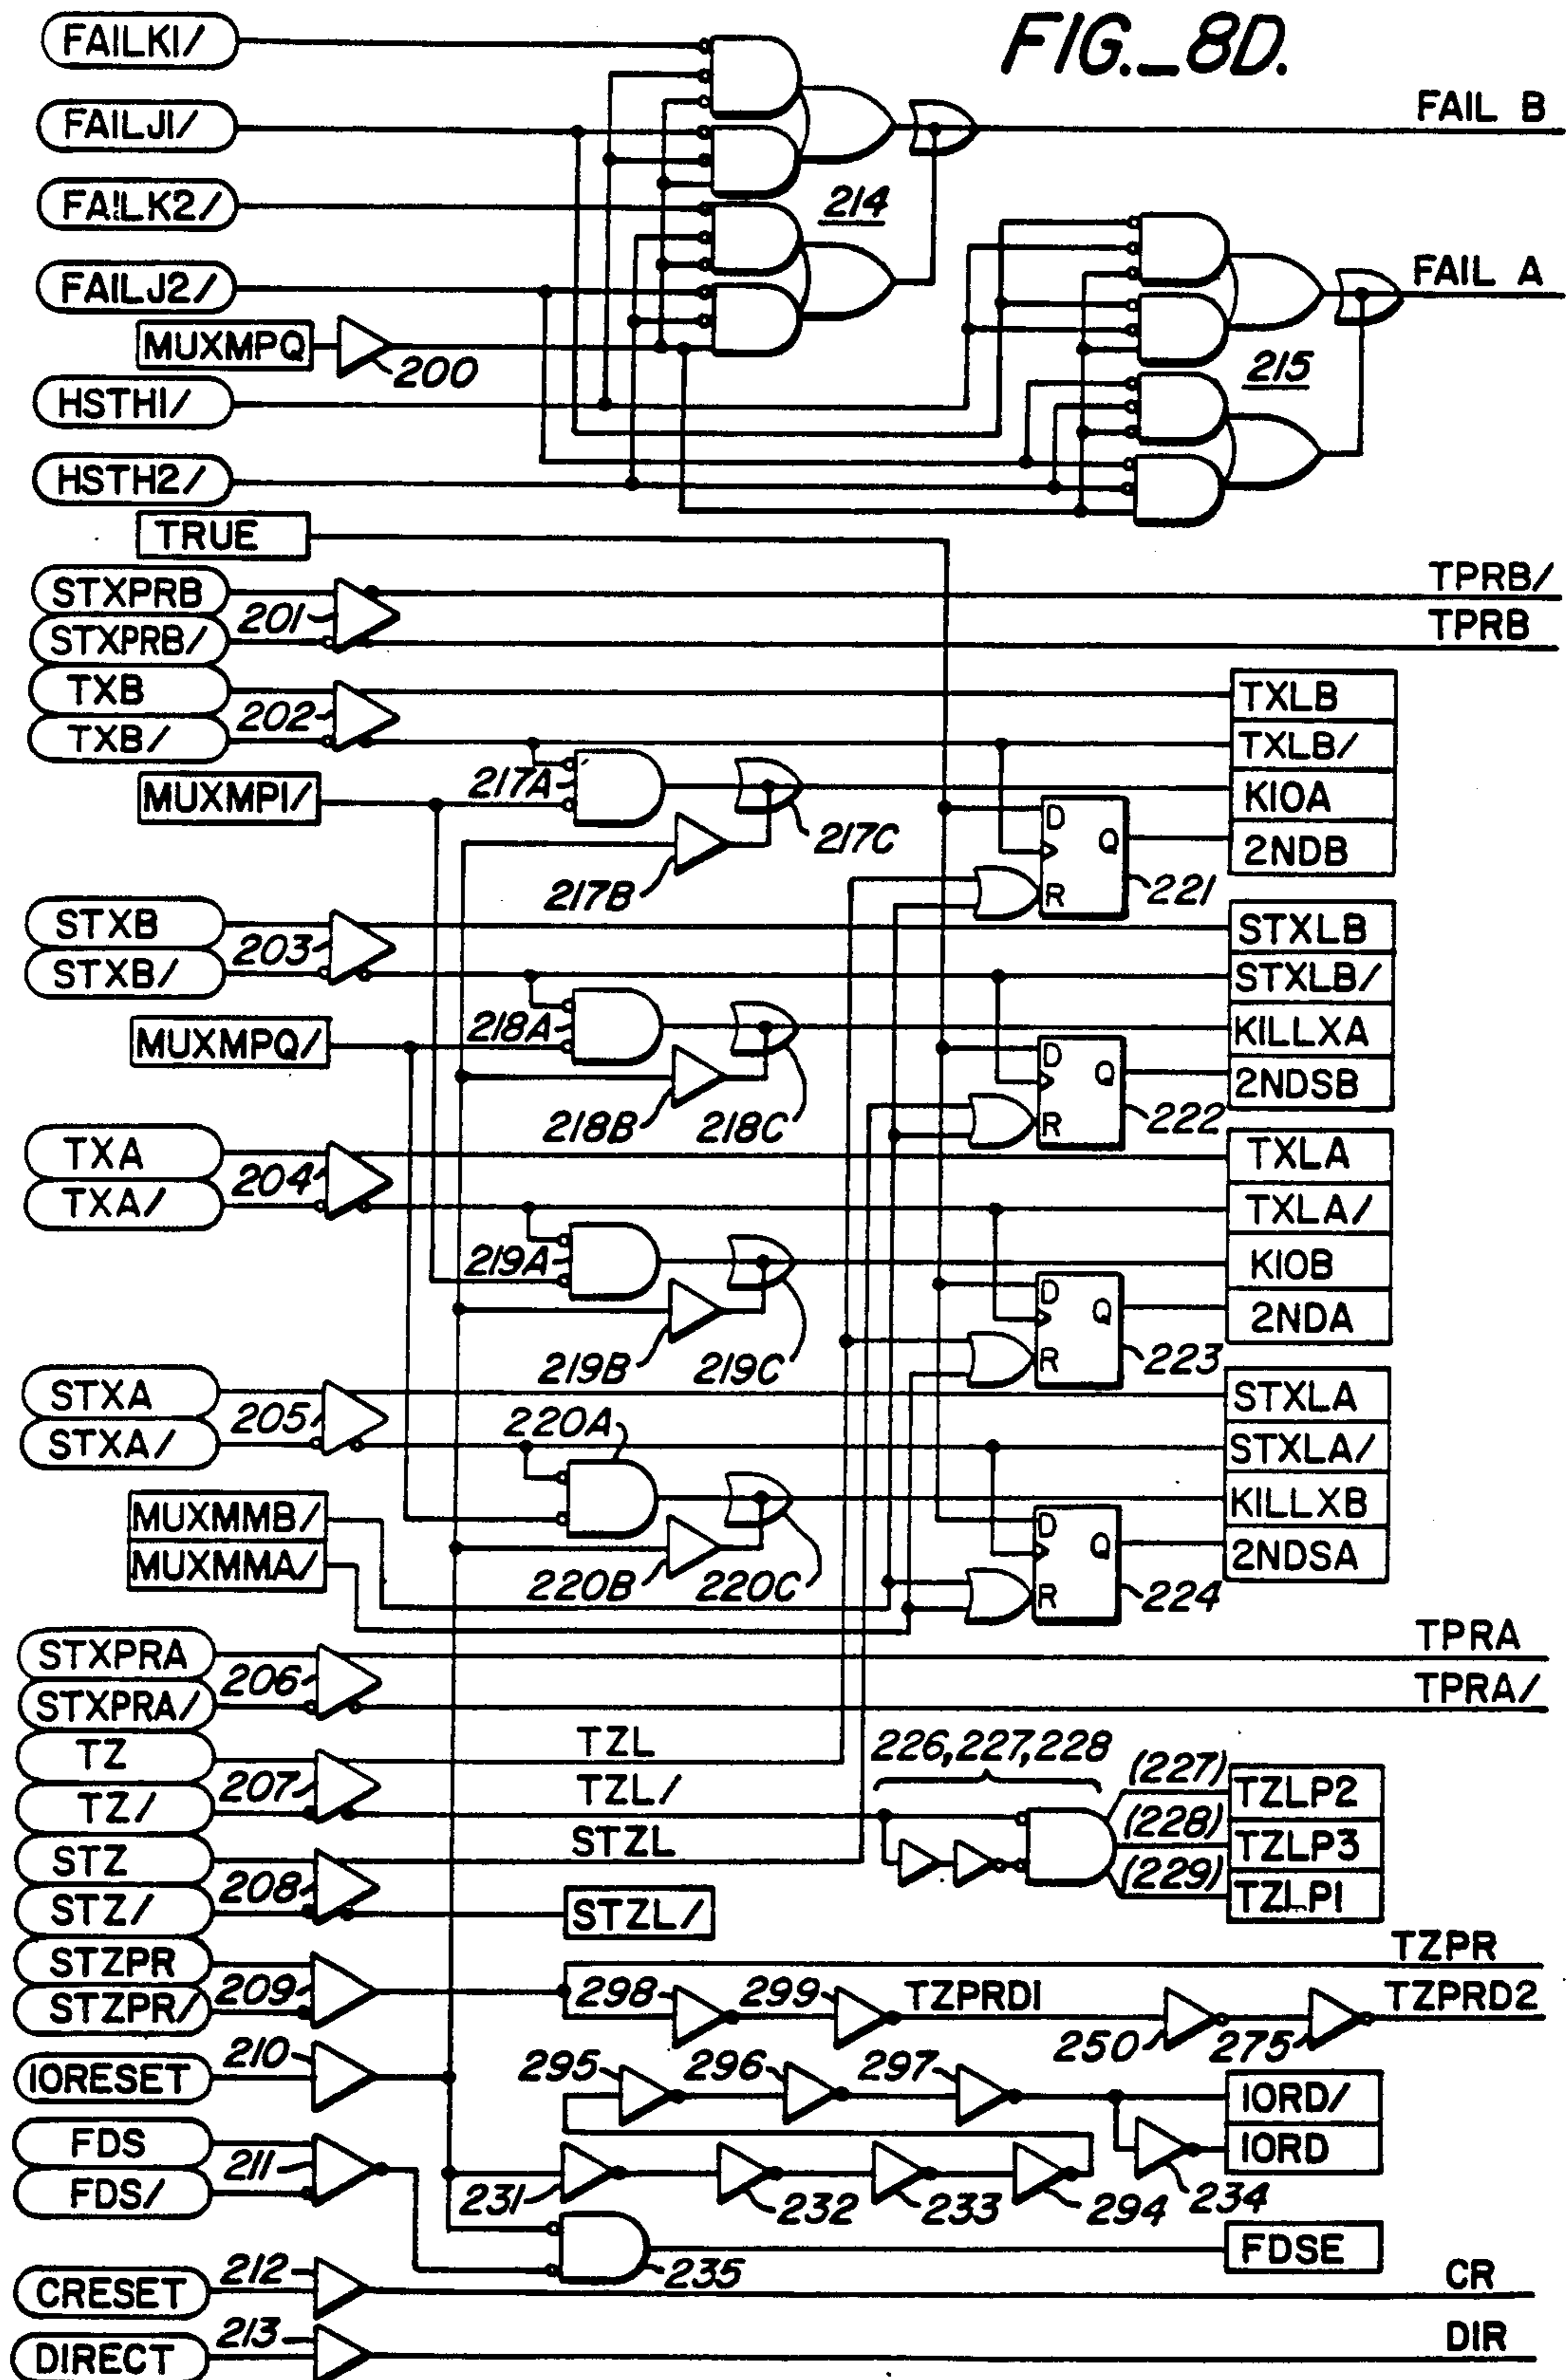 FIG._8D.
FAILK1/
FAIL B
FAILJ1/
FAILK2/
214
FAILJ2/
FAIL A
MUXMPQ
200
215
HSTH1/
HSTH2/
TRUE
STXPRB
201
TPRB/
STXPRB/
TPRB
TXB
202
TXLB
TXB/
TXLB/
MUXMP1/
217A
217C
D
Q
R
KIOA
217B
221
2NDB
STXB
203
STXLB
STXB/
STXLB/
MUXMPQ/
218A
D
Q
R
KILLXA
218B
218C
222
2NDSB
TXA
204
TXLA
TXA/
TXLA/
219A
D
Q
R
KIOB
219B
219C
223
2NDA
STXA
205
STXLA
STXA/
220A
STXLA/
MUXMMB/
D
Q
R
KILLXB
MUXMMA/
220B
220C
224
2NDSA
STXPRA
206
TPRA
STXPRA/
TPRA/
TZ
207
TZL
226,227,228
(227)
TZLP2
TZ/
TZL/
(228)
TZLP3
STZ
208
STZL
(229)
TZLP1
STZ/
STZL/
STZPR
209
TZPR
STZPR/
298
299
TZPRD1
250
275
TZPRD2
IORESET
210
295
296
297
IORD/
FDS
211
IORD
FDS/
231
232
233
294
234
235
FDSE
CRESET
212
CR
DIRECT
213
DIR